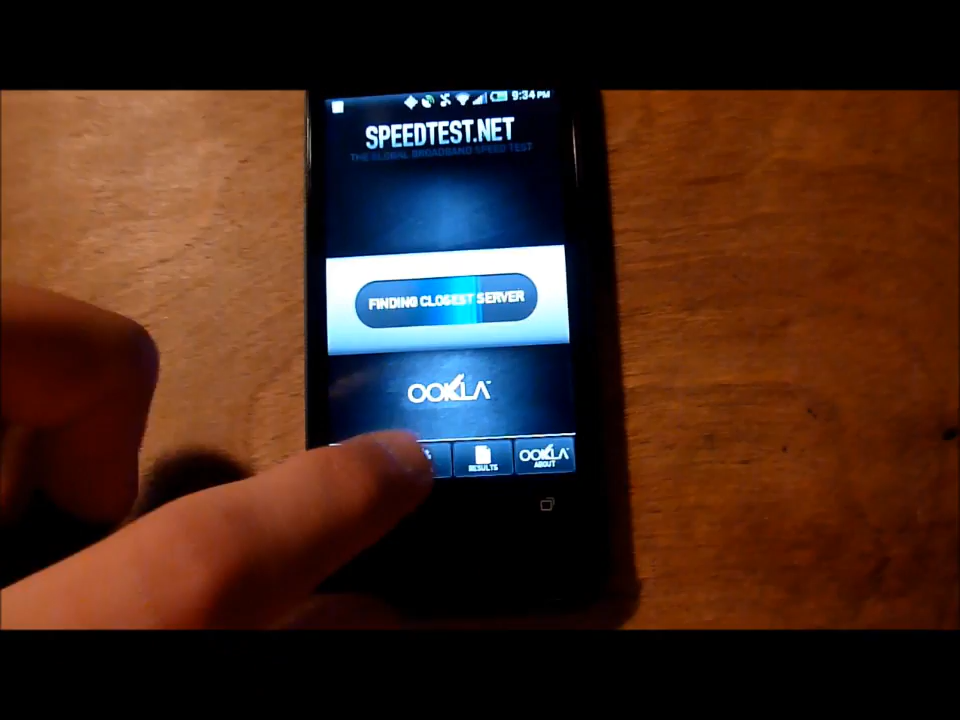 9:34 PM
SPEEDTEST.NET
THE GLOBAL BROADBAND SPEED TEST
FINDING CLOSEST SERVER
OOKLA
RESULTS
OOKLA
ABOUT